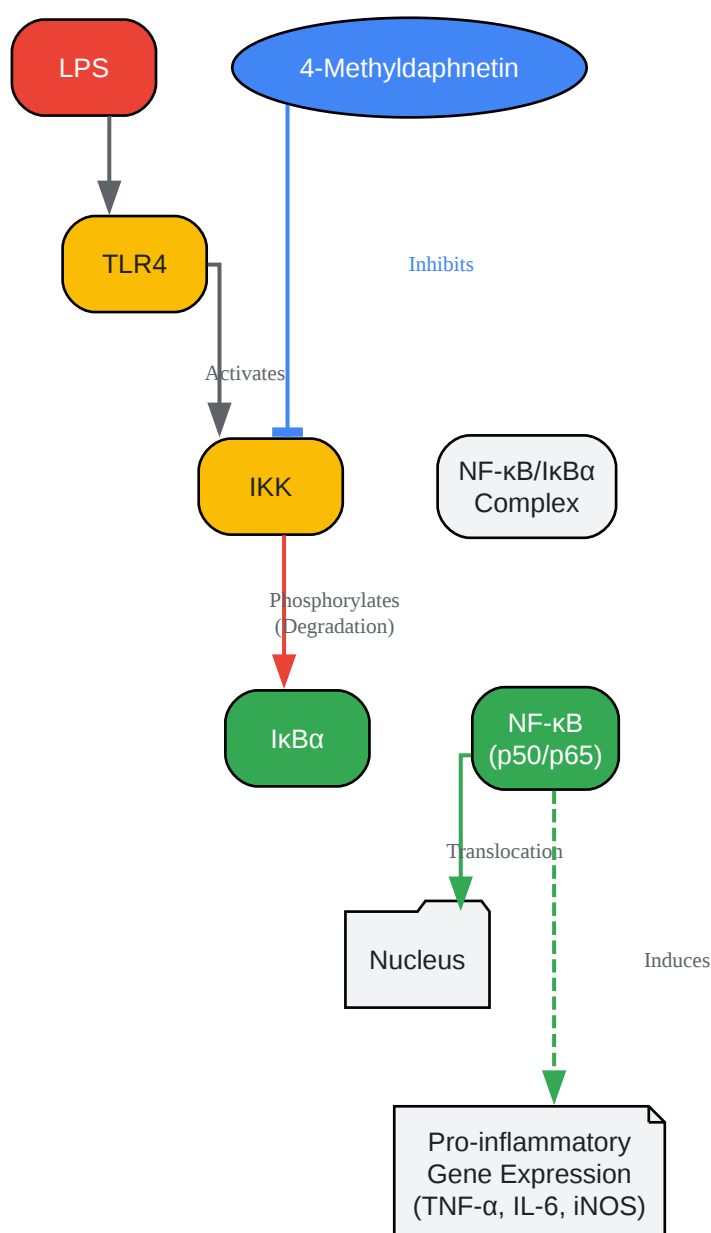 LPS
4-Methyldaphnetin
TLR4
Inhibits
Activates
IKK
NF-κB/IκBα
Complex
Phosphorylates
(Degradation)
IκBα
NF-κB
(p50/p65)
Translocation
Nucleus
Induces
Pro-inflammatory
Gene Expression
(TNF-α, IL-6, iNOS)